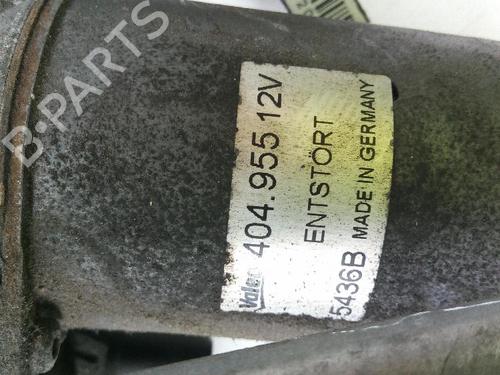 Valeo 404.955 12V
ENTSTÖRT
5436B MADE IN GERMANY
B-PARTS